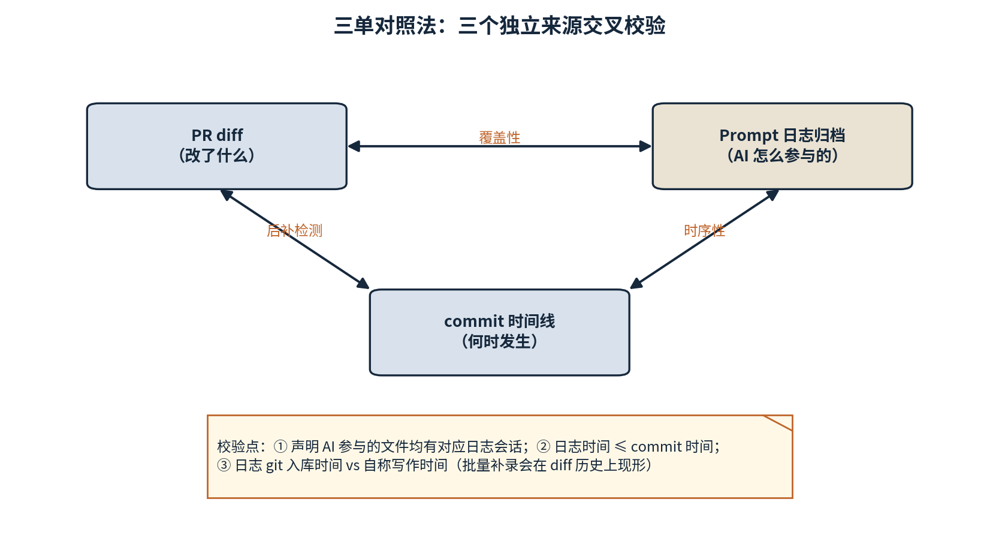 三单对照法：三个独立来源交叉校验
PR diff
（改了什么）
覆盖性
Prompt 日志归档
（AI 怎么参与的）
后补检测
时序性
commit 时间线
（何时发生）
校验点：① 声明 AI 参与的文件均有对应日志会话；② 日志时间 ≤ commit 时间；
③ 日志 git 入库时间 vs 自称写作时间（批量补录会在 diff 历史上现形）